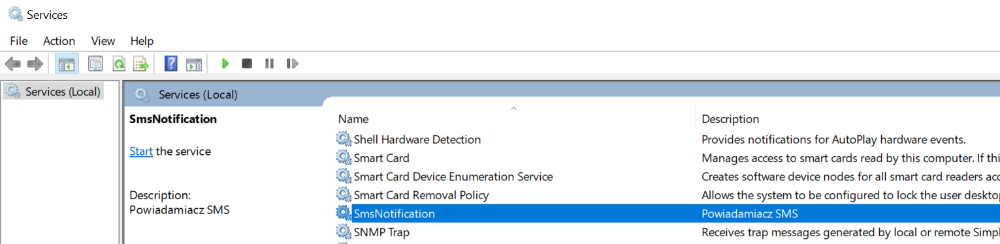 Services
File Action View Help
Services (Local)
Services (Local)
SmsNotification
Start the service
Description:
Powiadamiacz SMS
Name Description
Shell Hardware Detection Provides notifications for AutoPlay hardware events.
Smart Card Manages access to smart cards read by this computer. If thi
Smart Card Device Enumeration Service Creates software device nodes for all smart card readers acc
Smart Card Removal Policy Allows the system to be configured to lock the user deskto
SmsNotification Powiadamiacz SMS
SNMP Trap Receives trap messages generated by local or remote Simpl